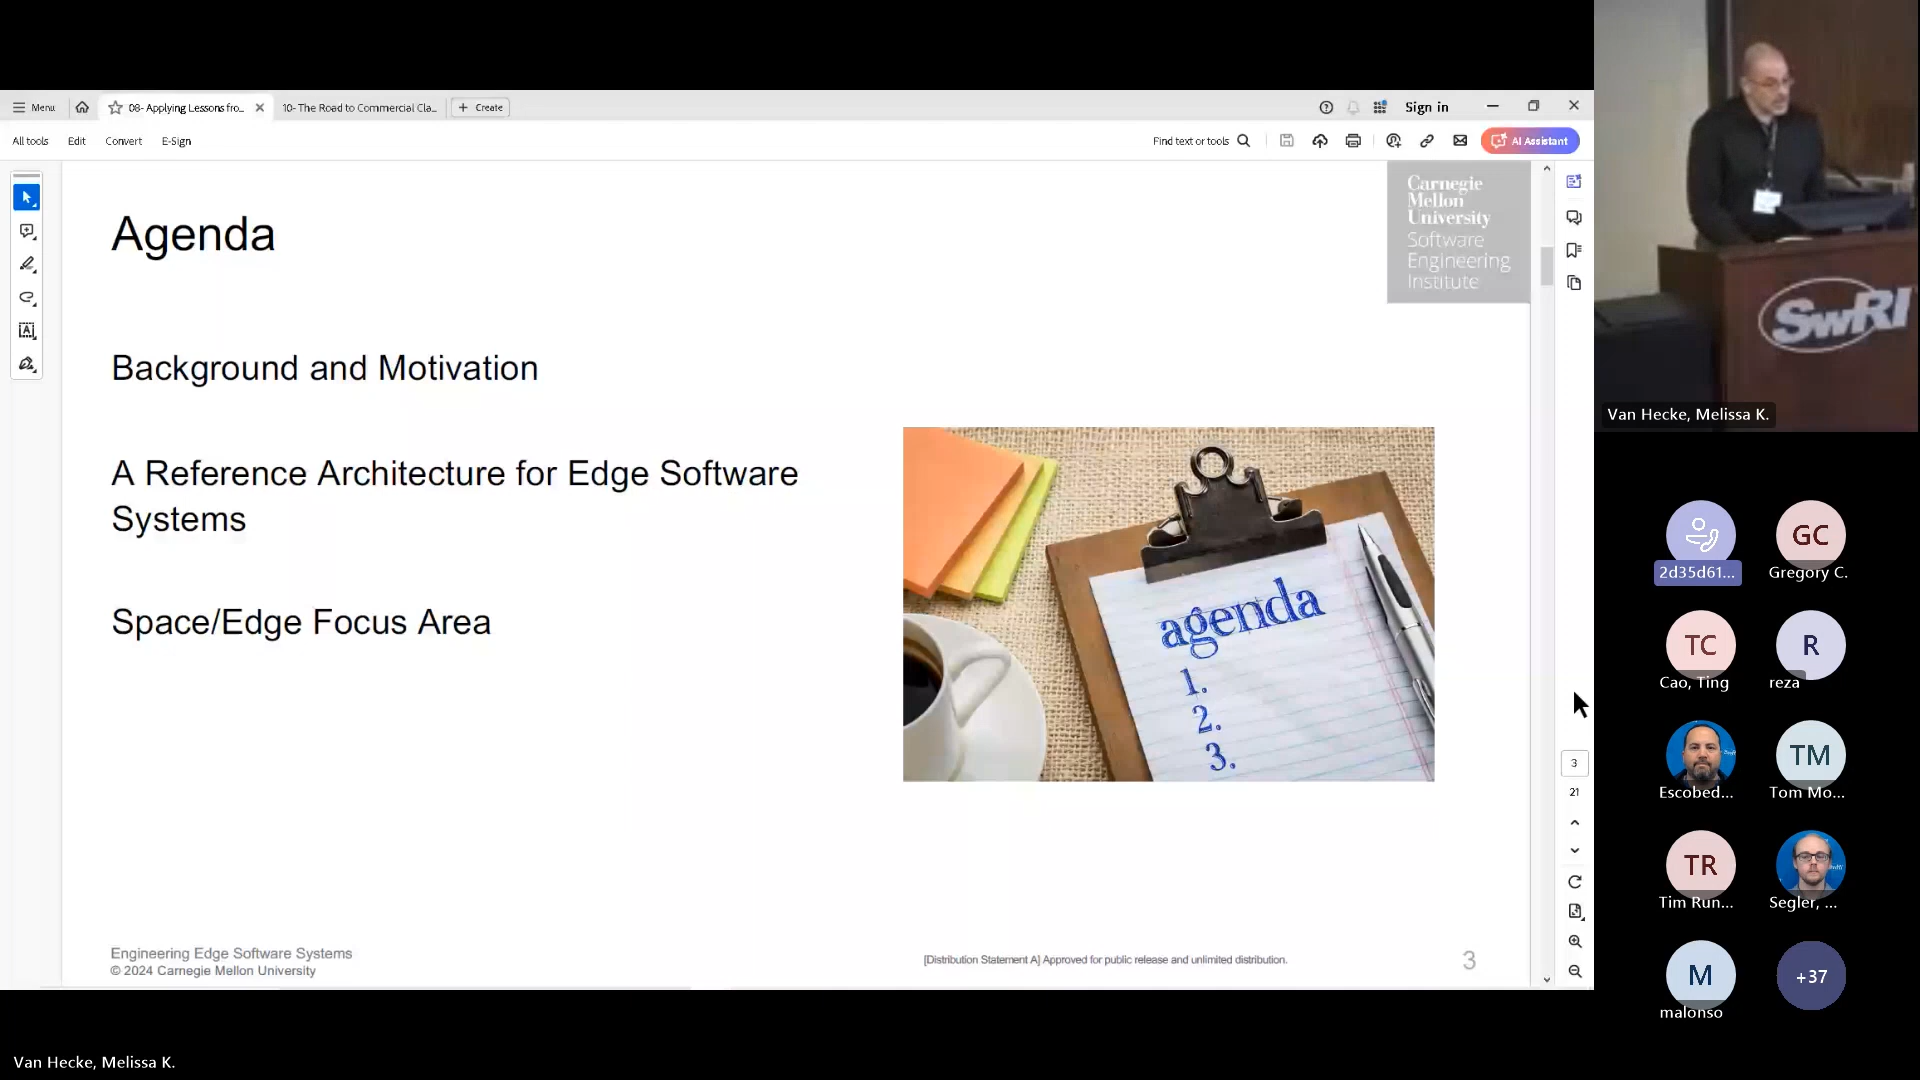 Menu
08- Applying Lessons fro...
10- The Road to Commercial Cla...
Create
Sign in
All tools
Edit
Convert
E-Sign
Find text or tools
AI Assistant
Carnegie
Mellon
University
Software
Engineering
Institute
Agenda
Background and Motivation
A Reference Architecture for Edge Software
Systems
Space/Edge Focus Area
agenda
1.
2.
3.
Engineering Edge Software Systems
© 2024 Carnegie Mellon University
[Distribution Statement A] Approved for public release and unlimited distribution.
3
3
21
SwRI
Van Hecke, Melissa K.
2d35d61...
GC
Gregory C.
TC
Cao, Ting
R
reza
Escobed...
TM
Tom Mo...
TR
Tim Run...
Segler, ...
M
malonso
+37
Van Hecke, Melissa K.